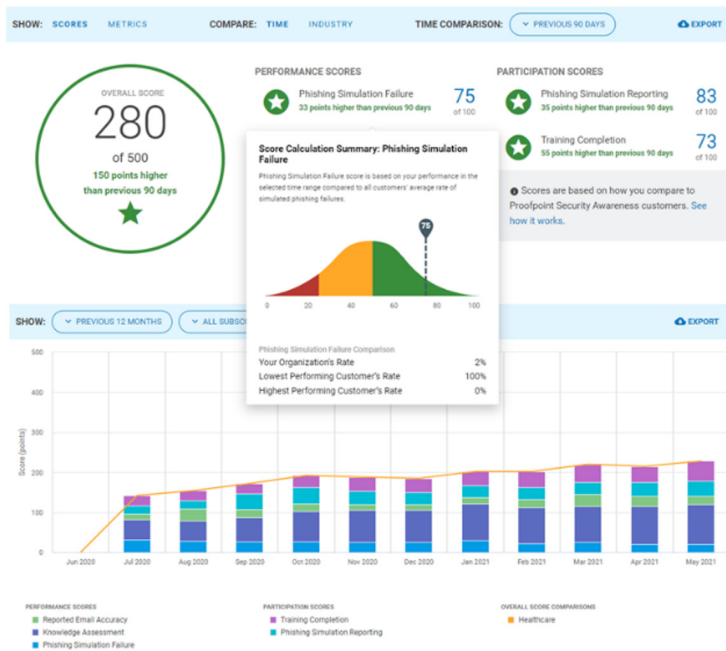 SHOW: SCORES METRICS COMPARE: TIME INDUSTRY TIME COMPARISON: PREVIOUS 90 DAYS EXPORT
OVERALL SCORE
280
of 500
150 points higher
than previous 90 days
PERFORMANCE SCORES
Phishing Simulation Failure
33 points higher than previous 90 days
75
of 100
PARTICIPATION SCORES
Phishing Simulation Reporting
35 points higher than previous 90 days
83
of 100
Training Completion
55 points higher than previous 90 days
73
of 100
Scores are based on how you compare to
Proofpoint Security Awareness customers. See
how it works.
Score Calculation Summary: Phishing Simulation
Failure
Phishing Simulation Failure score is based on your performance in the
selected time range compared to all customers' average rate of
simulated phishing failures.
75
0 20 40 60 80 100
Phishing Simulation Failure Comparison
Your Organization's Rate 2%
Lowest Performing Customer's Rate 100%
Highest Performing Customer's Rate 0%
SHOW: PREVIOUS 12 MONTHS ALL SUBSC EXPORT
Score (points)
500
400
300
200
100
0
Jun 2020 Jul 2020 Aug 2020 Sep 2020 Oct 2020 Nov 2020 Dec 2020 Jan 2021 Feb 2021 Mar 2021 Apr 2021 May 2021
PERFORMANCE SCORES
Reported Email Accuracy
Knowledge Assessment
Phishing Simulation Failure
PARTICIPATION SCORES
Training Completion
Phishing Simulation Reporting
OVERALL SCORE COMPARISONS
Healthcare